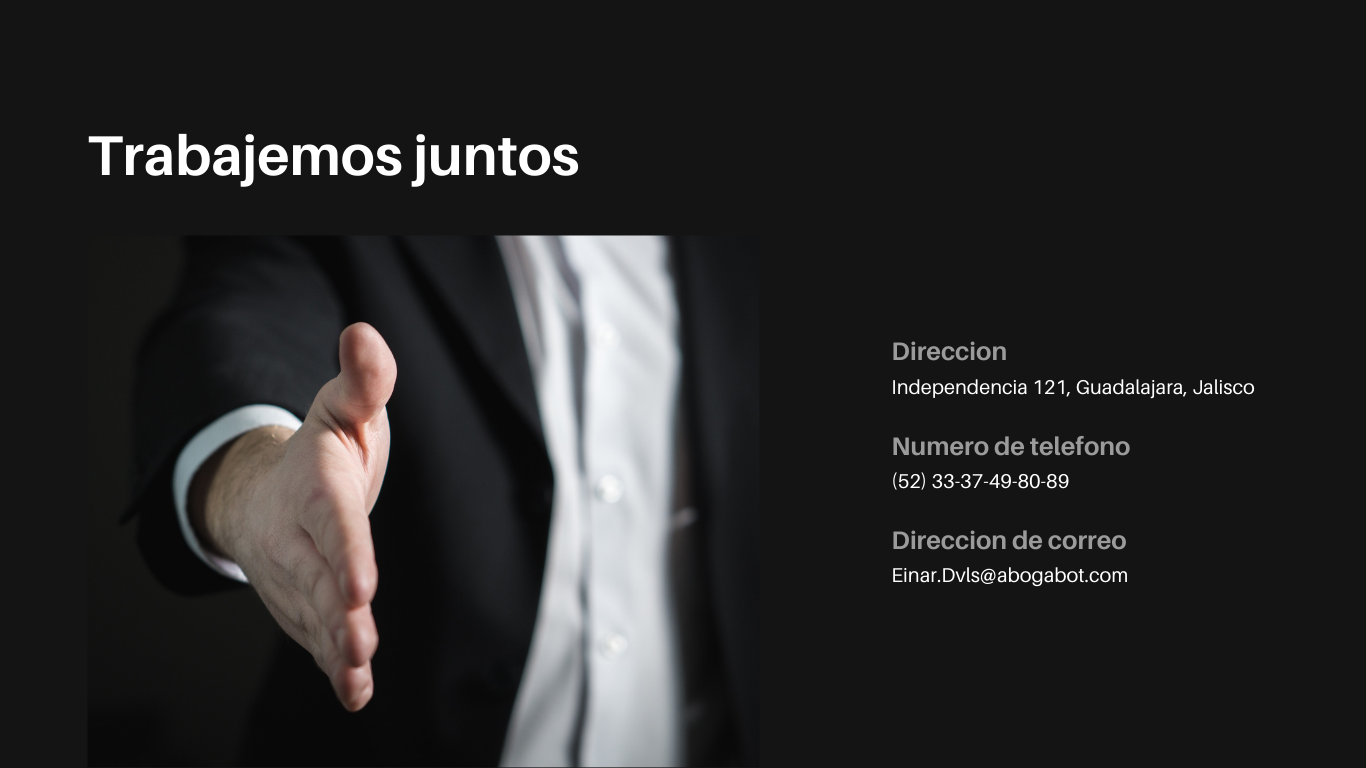 Trabajemos juntos
Direccion
Independencia 121, Guadalajara, Jalisco
Numero de telefono
(52) 33-37-49-80-89
Direccion de correo
Einar.Dvls@abogabot.com